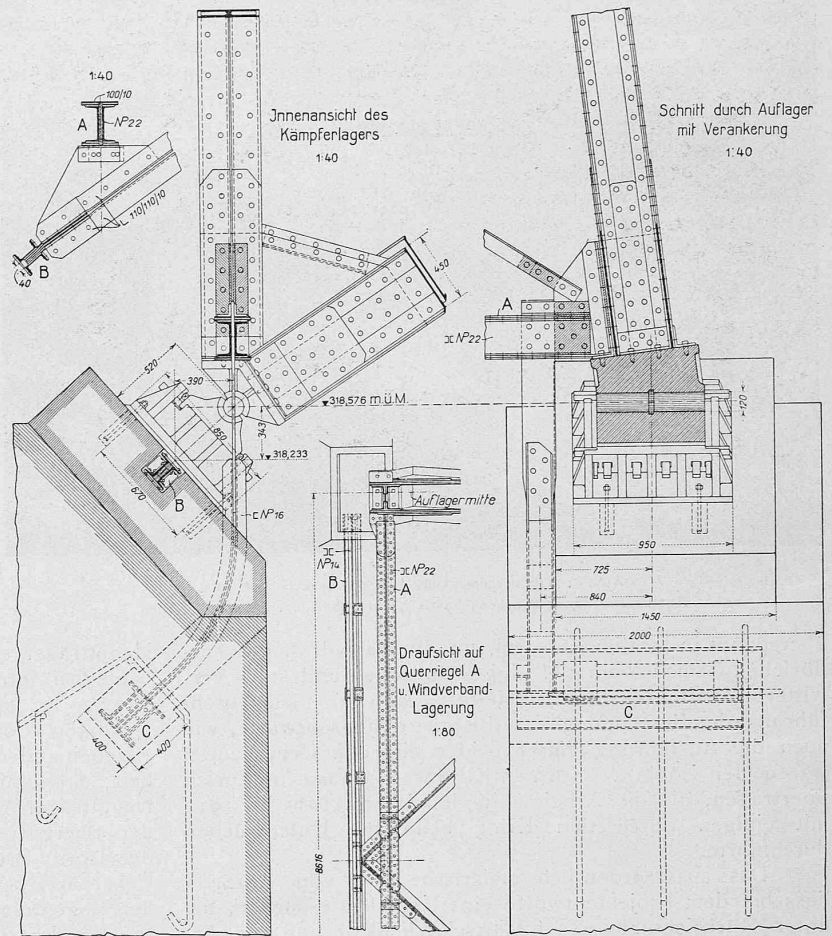 1:40
100/10
A
NP22
110/110/10
B
40
Jnnenansicht des
Kämpferlagers
1:40
Schnitt durch Auflager
mit Verankerung
1:40
450
A
NP22
520
390
318,576 m.ü.M.
343
850
318,233
120
670
B
NP16
Auflagermitte
NP14
B
NP22
A
950
725
840
1450
2000
Draufsicht auf
Querriegel A
u. Windverband-
Lagerung
1:80
C
400
400
C
8616